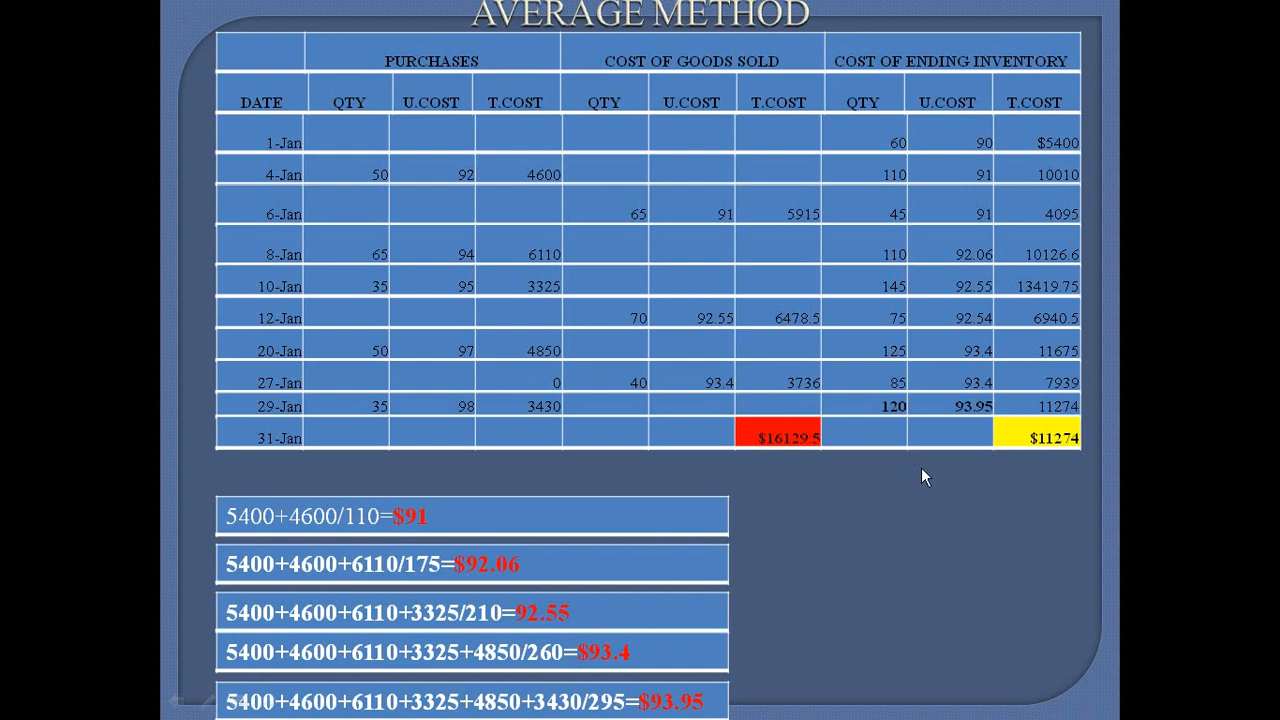 AVERAGE METHOD
PURCHASES COST OF GOODS SOLD COST OF ENDING INVENTORY
DATE QTY U.COST T.COST QTY U.COST T.COST QTY U.COST T.COST
1-Jan 60 90 $5400
4-Jan 50 92 4600 110 91 10010
6-Jan 65 91 5915 45 91 4095
8-Jan 65 94 6110 110 92.06 10126.6
10-Jan 35 95 3325 145 92.55 13419.75
12-Jan 70 92.55 6478.5 75 92.54 6940.5
20-Jan 50 97 4850 125 93.4 11675
27-Jan 0 40 93.4 3736 85 93.4 7939
29-Jan 35 98 3430 120 93.95 11274
31-Jan $16129.5 $11274
5400+4600/110=$91
5400+4600+6110/175=$92.06
5400+4600+6110+3325/210=92.55
5400+4600+6110+3325+4850/260=$93.4
5400+4600+6110+3325+4850+3430/295=$93.95